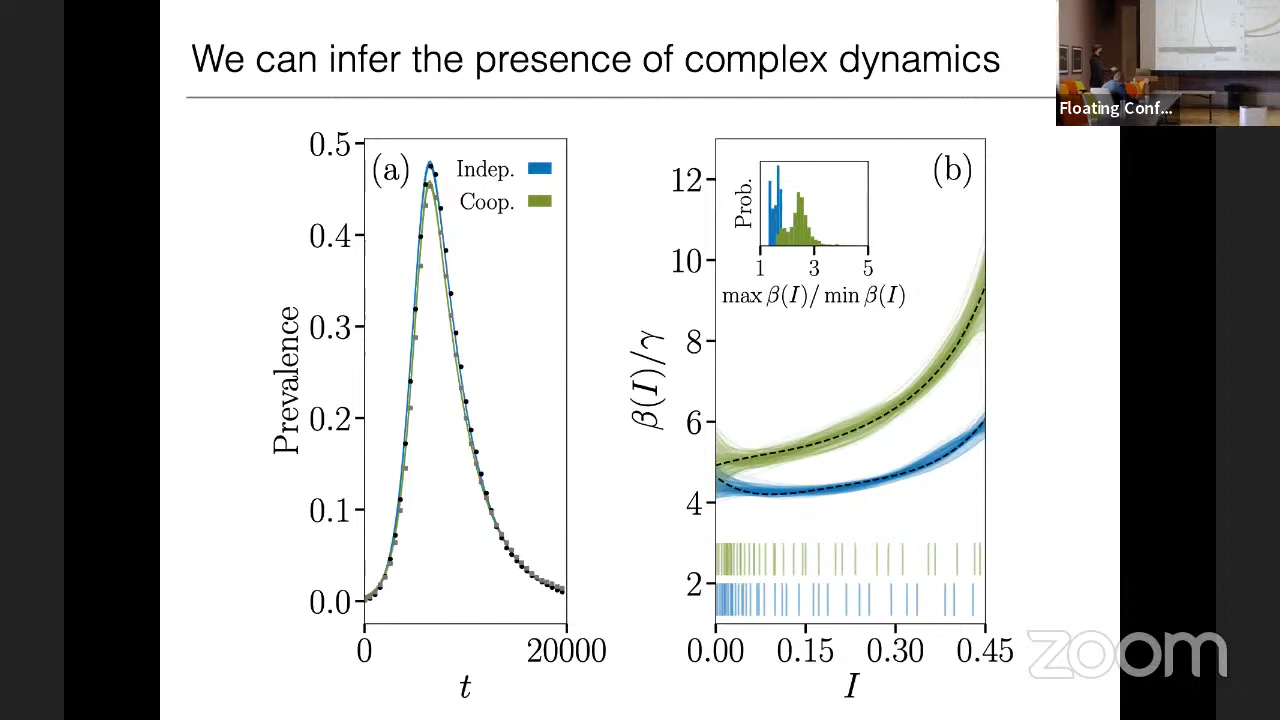 We can infer the presence of complex dynamics
Floating Conf...
(a)
Indep.
Coop.
0.5
0.4
0.3
0.2
0.1
0.0
Prevalence
0
20000
t
(b)
12
10
8
6
4
2
β(I)/γ
Prob.
1
3
5
max β(I)/ min β(I)
0.00
0.15
0.30
0.45
I
zoom